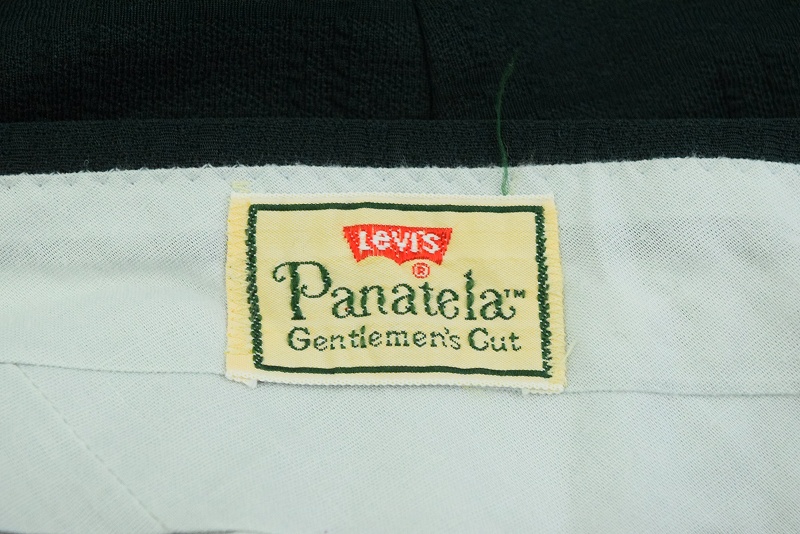 Levi's
®
Panatela™
Gentlemen's Cut